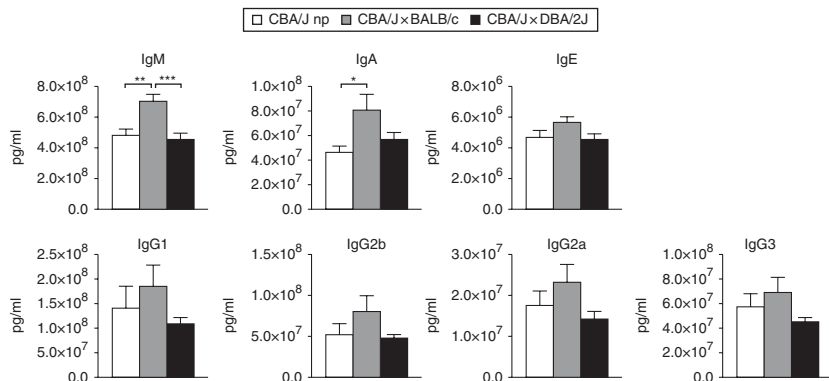 CBA/J np CBA/J×BALB/c CBA/J×DBA/2J
IgM
** ***
8.0×10⁸
6.0×10⁸
4.0×10⁸
2.0×10⁸
0.0
pg/ml
IgA
*
1.0×10⁸
8.0×10⁷
6.0×10⁷
4.0×10⁷
2.0×10⁷
0.0
pg/ml
IgE
8.0×10⁶
6.0×10⁶
4.0×10⁶
2.0×10⁶
0.0
pg/ml
IgG1
2.5×10⁸
2.0×10⁸
1.5×10⁸
1.0×10⁸
5.0×10⁷
0.0
pg/ml
IgG2b
1.5×10⁸
1.0×10⁸
5.0×10⁷
0.0
pg/ml
IgG2a
3.0×10⁷
2.0×10⁷
1.0×10⁷
0.0
pg/ml
IgG3
1.0×10⁸
8.0×10⁷
6.0×10⁷
4.0×10⁷
2.0×10⁷
0.0
pg/ml